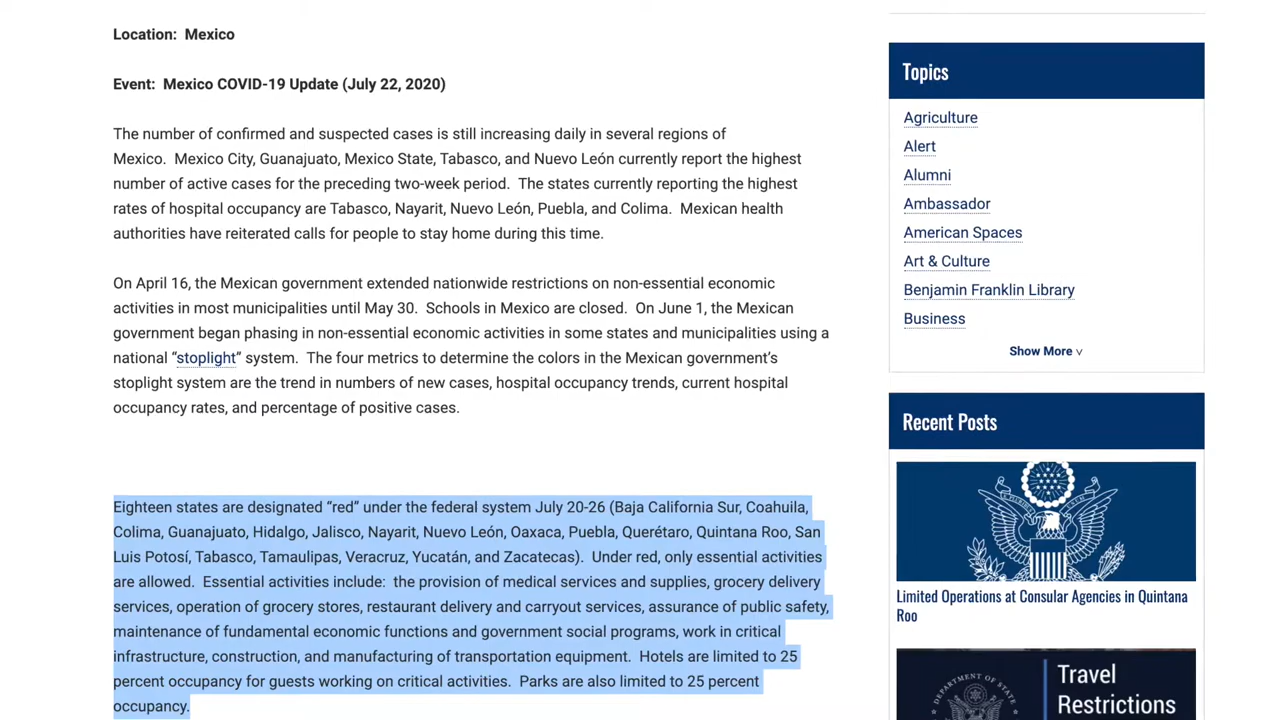 Location:  Mexico
Event:  Mexico COVID-19 Update (July 22, 2020)
The number of confirmed and suspected cases is still increasing daily in several regions of
Mexico.  Mexico City, Guanajuato, Mexico State, Tabasco, and Nuevo León currently report the highest
number of active cases for the preceding two-week period.  The states currently reporting the highest
rates of hospital occupancy are Tabasco, Nayarit, Nuevo León, Puebla, and Colima.  Mexican health
authorities have reiterated calls for people to stay home during this time.
On April 16, the Mexican government extended nationwide restrictions on non-essential economic
activities in most municipalities until May 30.  Schools in Mexico are closed.  On June 1, the Mexican
government began phasing in non-essential economic activities in some states and municipalities using a
national “stoplight” system.  The four metrics to determine the colors in the Mexican government’s
stoplight system are the trend in numbers of new cases, hospital occupancy trends, current hospital
occupancy rates, and percentage of positive cases.
Eighteen states are designated “red” under the federal system July 20-26 (Baja California Sur, Coahuila,
Colima, Guanajuato, Hidalgo, Jalisco, Nayarit, Nuevo León, Oaxaca, Puebla, Querétaro, Quintana Roo, San
Luis Potosí, Tabasco, Tamaulipas, Veracruz, Yucatán, and Zacatecas).  Under red, only essential activities
are allowed.  Essential activities include:  the provision of medical services and supplies, grocery delivery
services, operation of grocery stores, restaurant delivery and carryout services, assurance of public safety,
maintenance of fundamental economic functions and government social programs, work in critical
infrastructure, construction, and manufacturing of transportation equipment.  Hotels are limited to 25
percent occupancy for guests working on critical activities.  Parks are also limited to 25 percent
occupancy.
Topics
Agriculture
Alert
Alumni
Ambassador
American Spaces
Art & Culture
Benjamin Franklin Library
Business
Show More v
Recent Posts
Limited Operations at Consular Agencies in Quintana
Roo
Travel
Restrictions